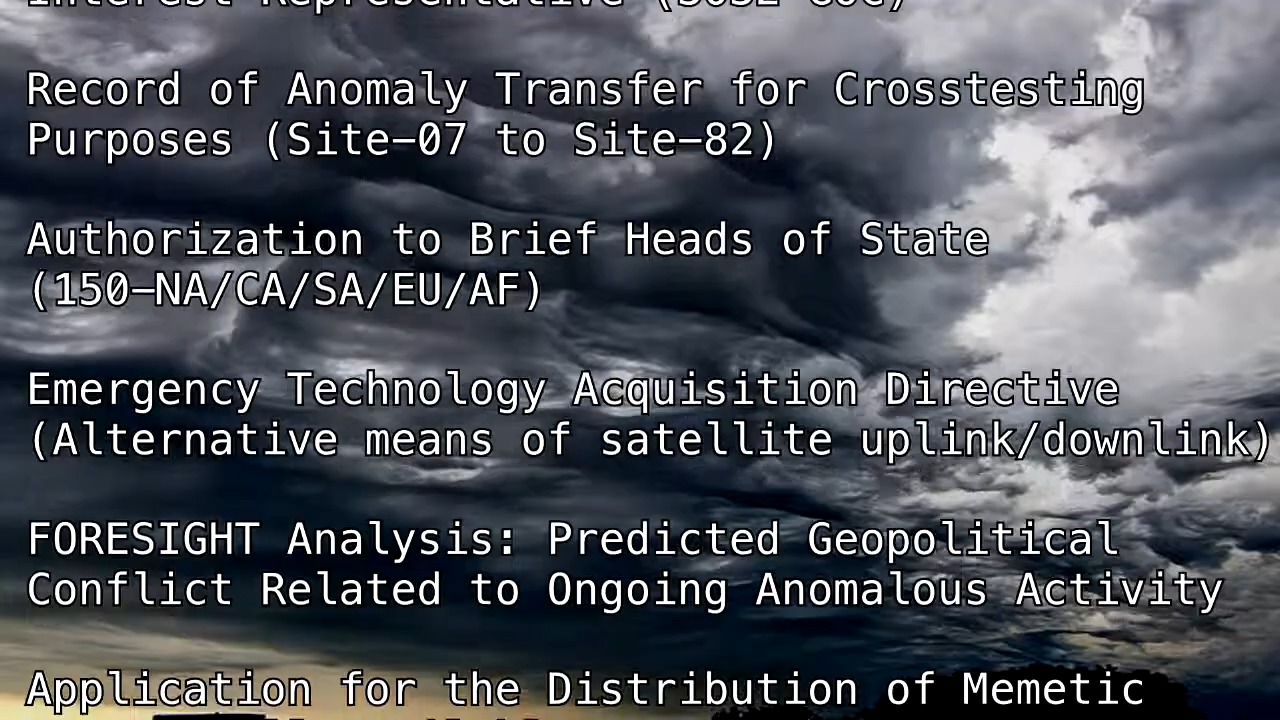 Interest Representative
Record of Anomaly Transfer for Crosstesting
Purposes (Site-07 to Site-82)
Authorization to Brief Heads of State
(150-NA/CA/SA/EU/AF)
Emergency Technology Acquisition Directive
(Alternative means of satellite uplink/downlink)
FORESIGHT Analysis: Predicted Geopolitical
Conflict Related to Ongoing Anomalous Activity
Application for the Distribution of Memetic